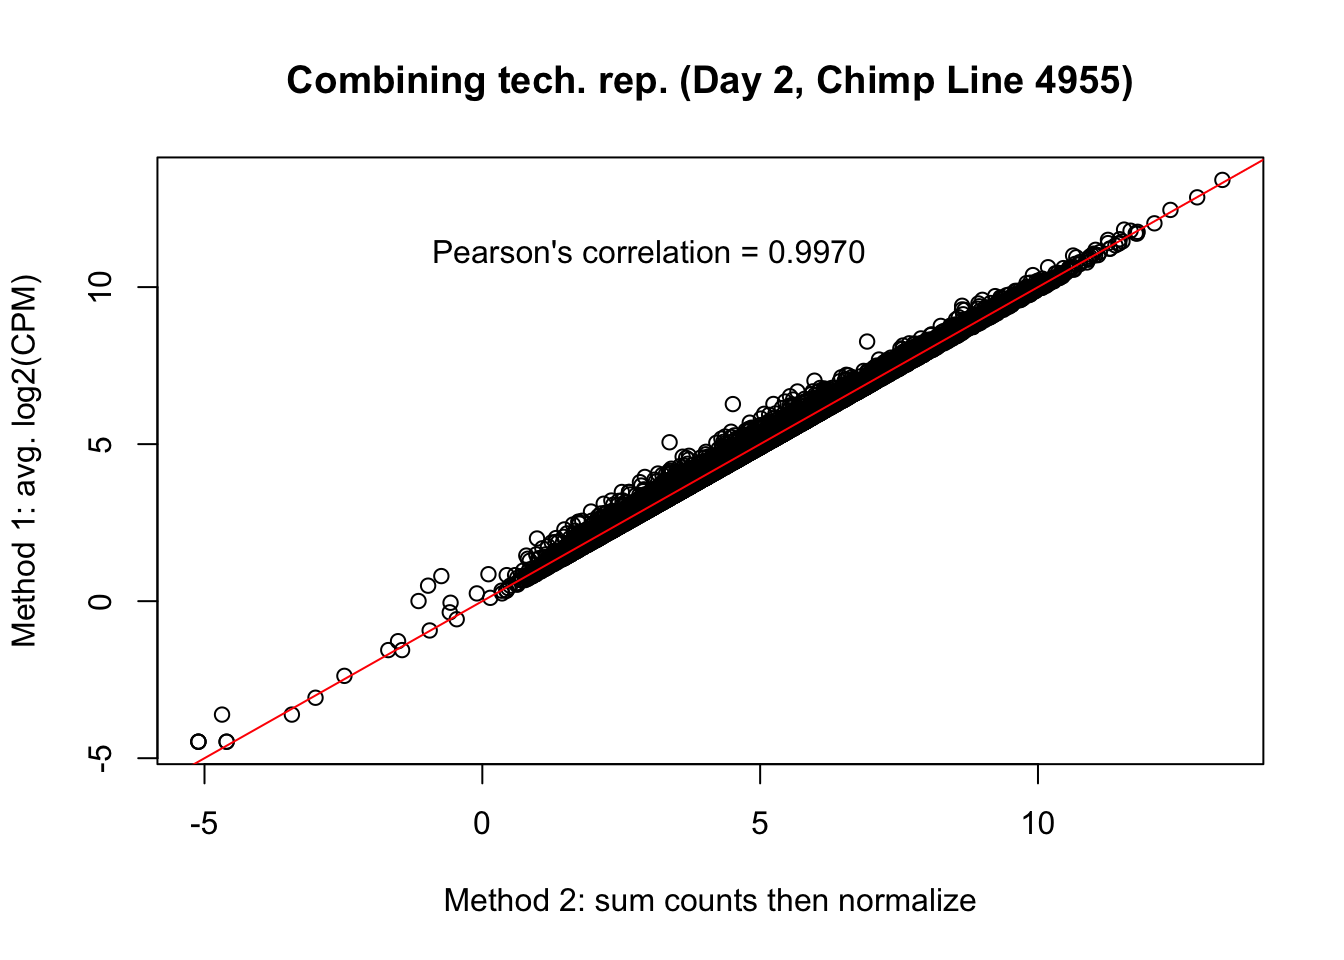 Combining tech. rep. (Day 2, Chimp Line 4955)
Pearson's correlation = 0.9970
Method 1: avg. log2(CPM)
10
5
0
-5
-5 0 5 10
Method 2: sum counts then normalize